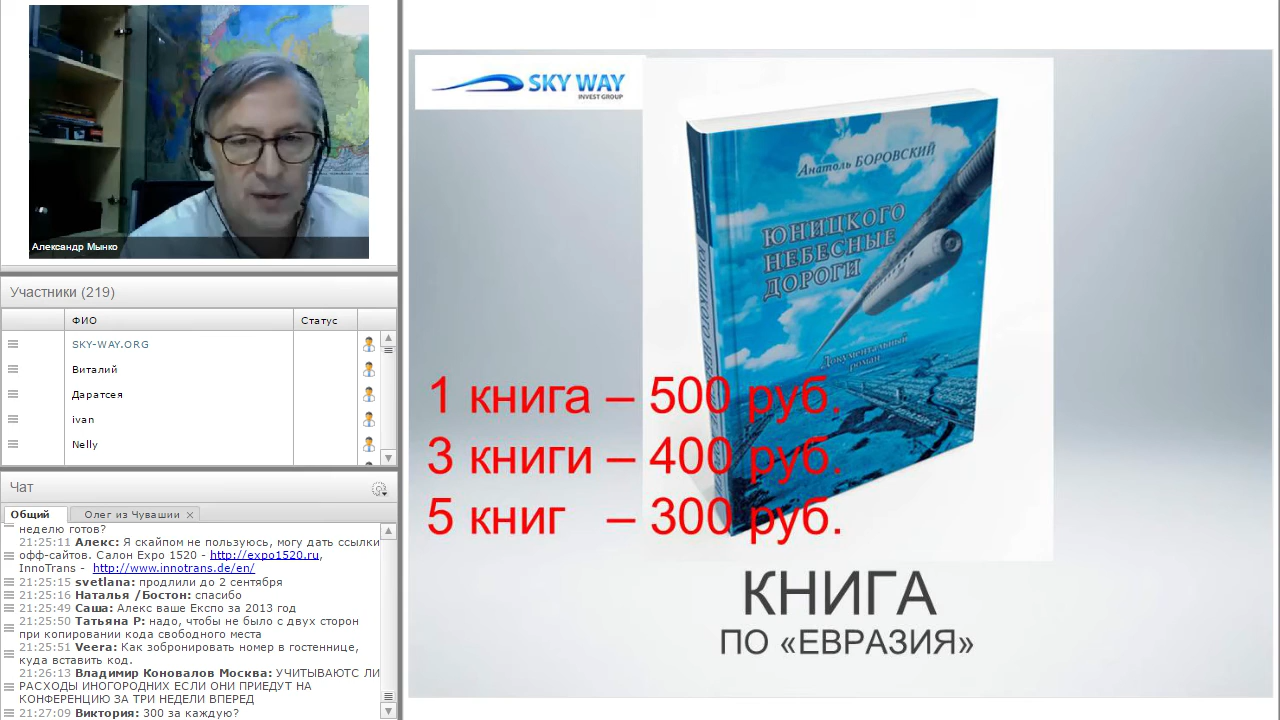 Александр Мынко
Участники (219)
ФИО
Статус
SKY-WAY.ORG
Виталий
Даратсея
ivan
Nelly
Чат
Общий
Олег из Чувашии
неделю готов?
21:25:11 Алекс: Я скайпом не пользуюсь, могу дать ссылки
офф-сайтов. Салон Expo 1520 - http://expo1520.ru,
InnoTrans - http://www.innotrans.de/en/
21:25:15 svetlana: продлили до 2 сентября
21:25:16 Наталья /Бостон: спасибо
21:25:49 Саша: Алекс ваше Експо за 2013 год
21:25:50 Татьяна Р: надо, чтобы не было с двух сторон
при копировании кода свободного места
21:25:51 Veera: Как зобронировать номер в гостеннице,
куда вставить код.
21:26:13 Владимир Коновалов Москва: УЧИТЫВАЮТС ЛИ
РАСХОДЫ ИНОГОРОДНИХ ЕСЛИ ОНИ ПРИЕДУТ НА
КОНФЕРЕНЦИЮ ЗА ТРИ НЕДЕЛИ ВПЕРЕД
21:27:09 Виктория: 300 за каждую?
SKY WAY
INVEST GROUP
Анатоль БОРОВСКИЙ
ЮНИЦКОГО
НЕБЕСНЫЕ
ДОРОГИ
Документальный
роман
1 книга – 500 руб.
3 книги – 400 руб.
5 книг – 300 руб.
КНИГА
ПО «ЕВРАЗИЯ»